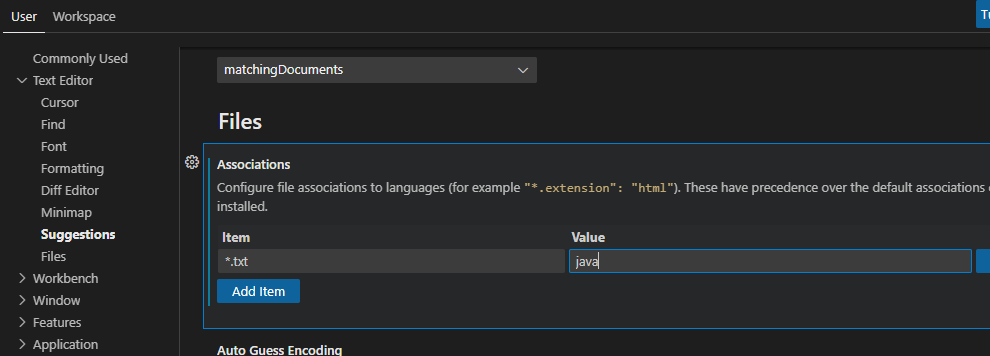 User Workspace
Tu
Commonly Used
Text Editor
Cursor
Find
Font
Formatting
Diff Editor
Minimap
Suggestions
Files
Workbench
Window
Features
Application
matchingDocuments
Files
Associations
Configure file associations to languages (for example "*.extension": "html"). These have precedence over the default associations
installed.
Item Value
*.txt java
Add Item
Auto Guess Encoding